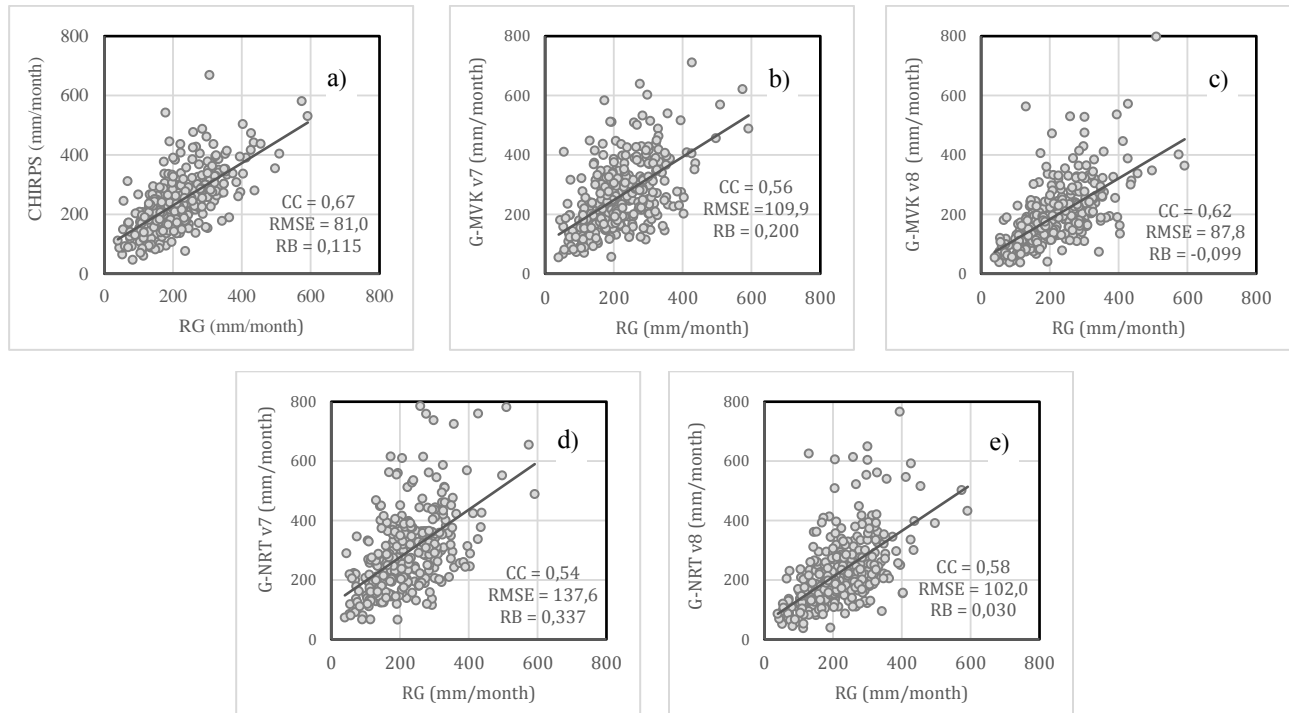 a)
CHIRPS (mm/month)
800
600
400
200
0
CC = 0,67
RMSE = 81,0
RB = 0,115
0 200 400 600 800
RG (mm/month)
b)
G-MVK v7 (mm/month)
800
600
400
200
0
CC = 0,56
RMSE =109,9
RB = 0,200
0 200 400 600 800
RG (mm/month)
c)
G-MVK v8 (mm/month)
800
600
400
200
0
CC = 0,62
RMSE = 87,8
RB = -0,099
0 200 400 600 800
RG (mm/month)
d)
G-NRT v7 (mm/month)
800
600
400
200
0
CC = 0,54
RMSE = 137,6
RB = 0,337
0 200 400 600 800
RG (mm/month)
e)
G-NRT v8 (mm/month)
800
600
400
200
0
CC = 0,58
RMSE = 102,0
RB = 0,030
0 200 400 600 800
RG (mm/month)